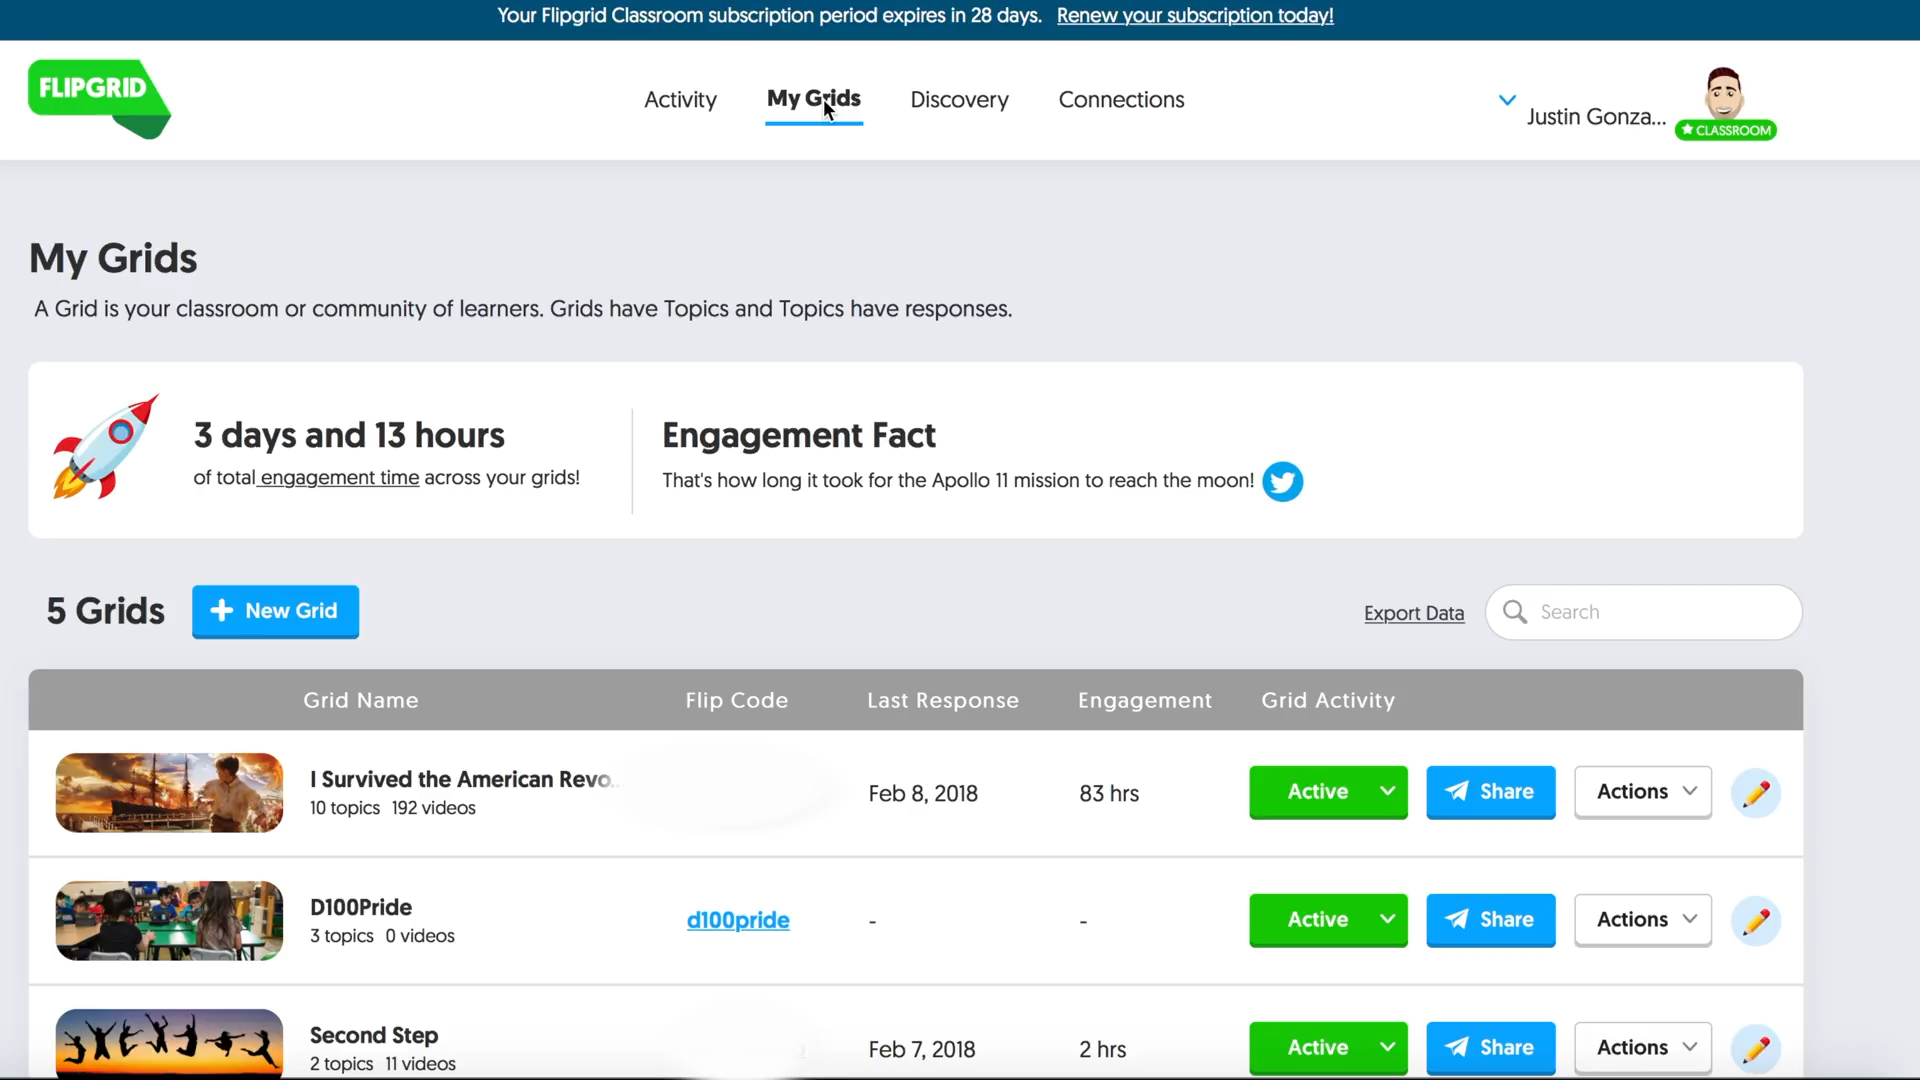 Your Flipgrid Classroom subscription period expires in 28 days. Renew your subscription today!
FLIPGRID
Activity My Grids Discovery Connections
Justin Gonza...
CLASSROOM
My Grids
A Grid is your classroom or community of learners. Grids have Topics and Topics have responses.
3 days and 13 hours
of total engagement time across your grids!
Engagement Fact
That's how long it took for the Apollo 11 mission to reach the moon!
5 Grids
+ New Grid
Export Data
Search
Grid Name Flip Code Last Response Engagement Grid Activity
I Survived the American Revo...
10 topics 192 videos
Feb 8, 2018 83 hrs Active Share Actions
D100Pride
3 topics 0 videos
d100pride - - Active Share Actions
Second Step
2 topics 11 videos
Feb 7, 2018 2 hrs Active Share Actions